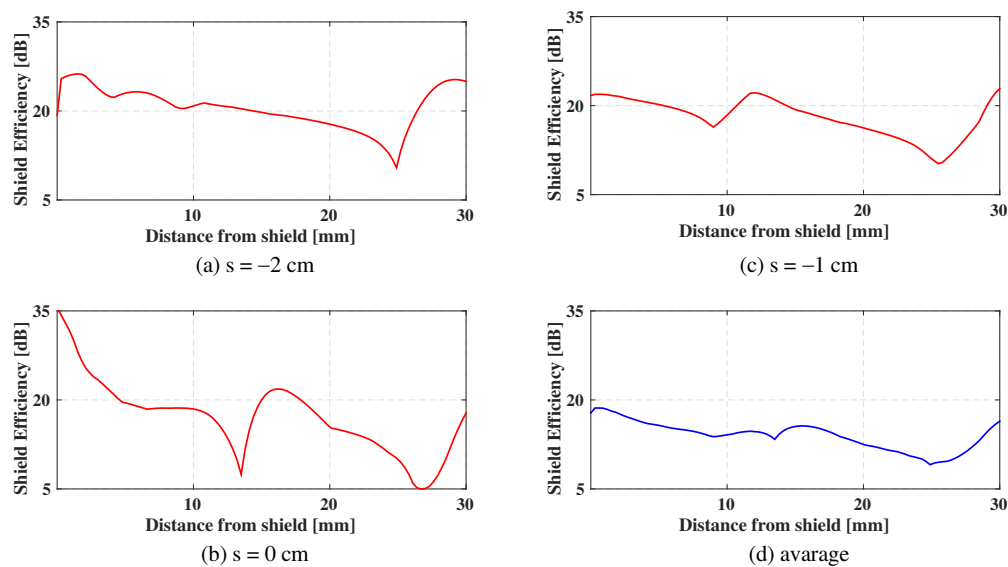 35
20
5
Shield Efficiency [dB]
10 20 30
Distance from shield [mm]
(a) s = −2 cm
35
20
5
Shield Efficiency [dB]
10 20 30
Distance from shield [mm]
(c) s = −1 cm
35
20
5
Shield Efficiency [dB]
10 20 30
Distance from shield [mm]
(b) s = 0 cm
35
20
5
Shield Efficiency [dB]
10 20 30
Distance from shield [mm]
(d) avarage